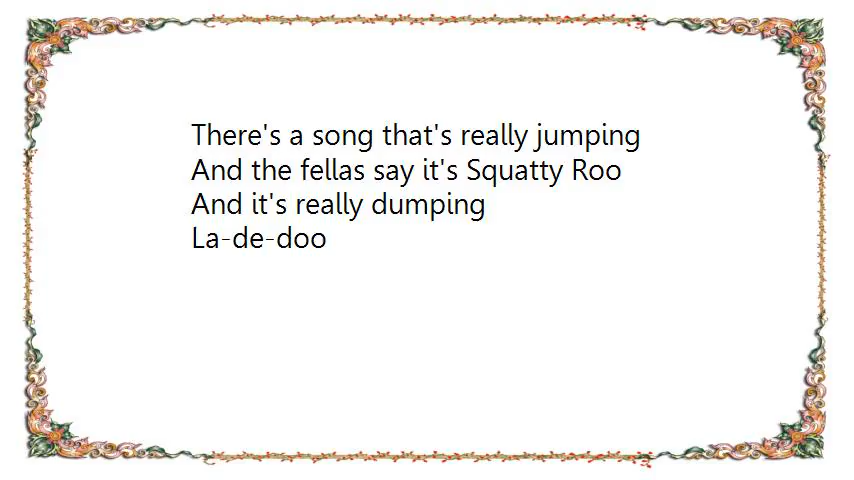 There's a song that's really jumping
And the fellas say it's Squatty Roo
And it's really dumping
La-de-doo